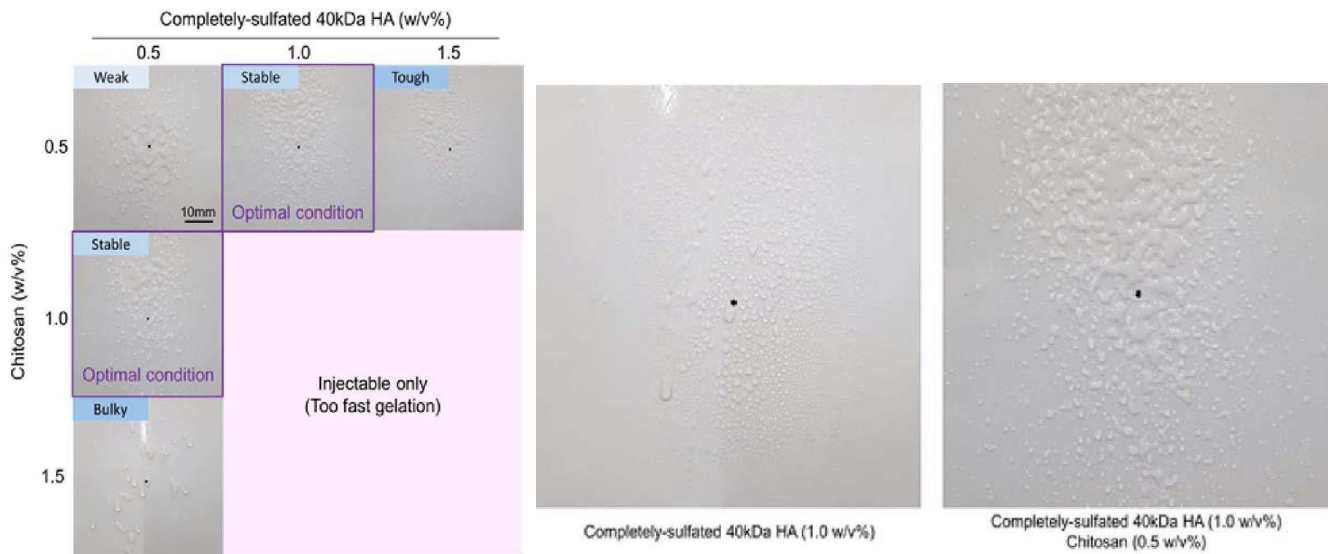 Completely-sulfated 40kDa HA (w/v%)
0.5 1.0 1.5
Weak Stable Tough
0.5
10mm
Optimal condition
Stable
Chitosan (w/v%)
1.0
Optimal condition
Injectable only
(Too fast gelation)
Bulky
1.5
Completely-sulfated 40kDa HA (1.0 w/v%)
Completely-sulfated 40kDa HA (1.0 w/v%)
Chitosan (0.5 w/v%)